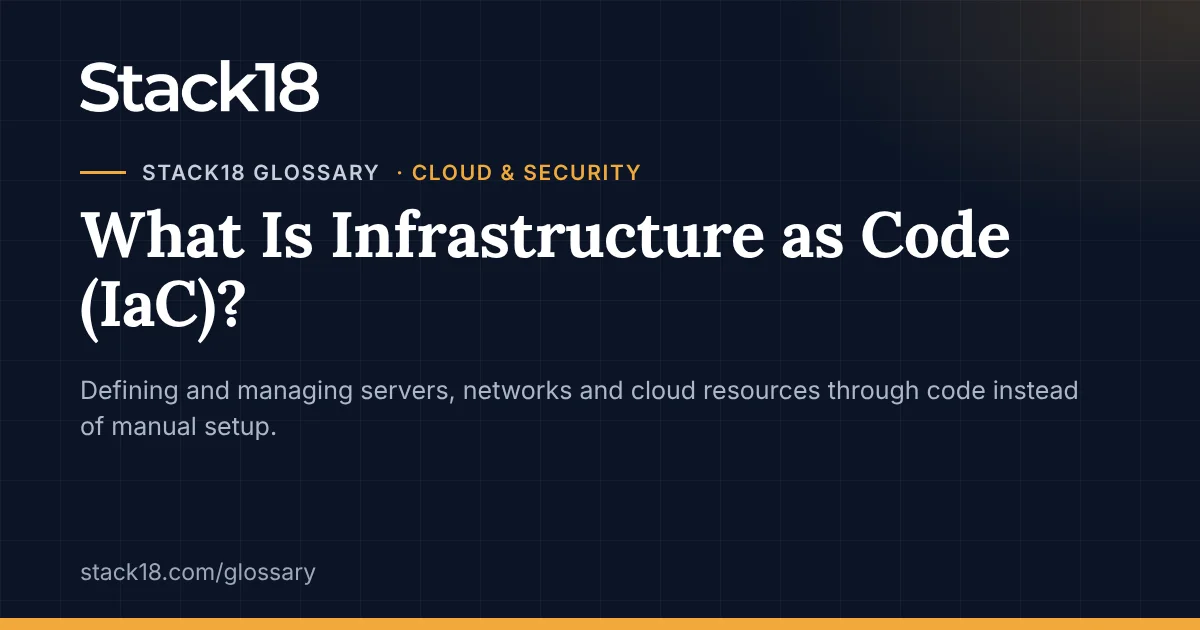 Stack18
STACK18 GLOSSARY · CLOUD & SECURITY
What Is Infrastructure as Code
(IaC)?
Defining and managing servers, networks and cloud resources through code instead
of manual setup.
stack18.com/glossary